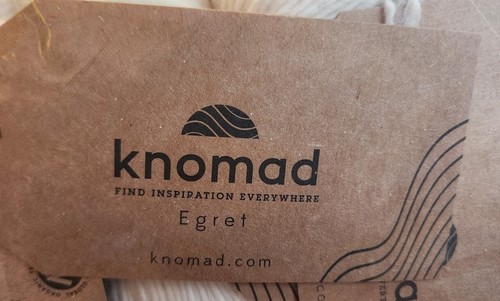 knomad
FIND INSPIRATION EVERYWHERE
Egret
knomad.com